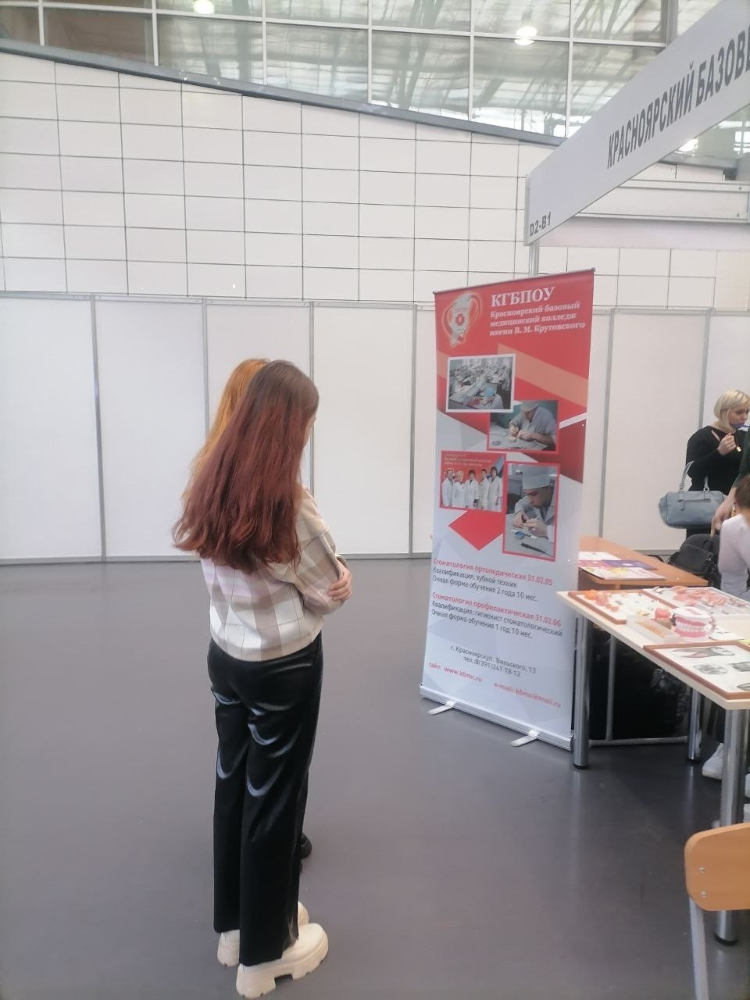 КРАСНОЯРСКИЙ БАЗОВЫ
D2-B1
КГБПОУ
Красноярский базовый
медицинский колледж
имени В. М. Крутовского
Стоматология ортопедическая 31.02.05
Квалификация: зубной техник
Очная форма обучения 2 года 10 мес.
Стоматология профилактическая 31.02.06
Квалификация: гигиенист стоматологический
Очная форма обучения 1 год 10 мес.
г. Красноярскул. Вильского, 13
тел.:8(391)247-78-12
сайт: www.kbmc.ru e-mail: kbmc@mail.ru